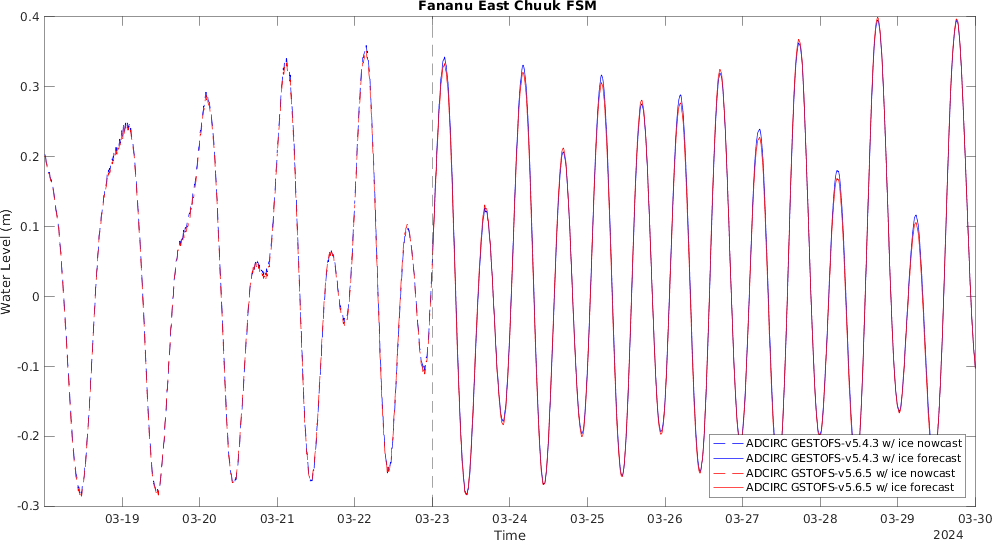 Fananu East Chuuk FSM
Water Level (m)
0.4
0.3
0.2
0.1
0
-0.1
-0.2
-0.3
ADCIRC GESTOFS-v5.4.3 w/ ice nowcast
ADCIRC GESTOFS-v5.4.3 w/ ice forecast
ADCIRC GSTOFS-v5.6.5 w/ ice nowcast
ADCIRC GSTOFS-v5.6.5 w/ ice forecast
03-19 03-20 03-21 03-22 03-23 03-24 03-25 03-26 03-27 03-28 03-29 03-30
Time
2024